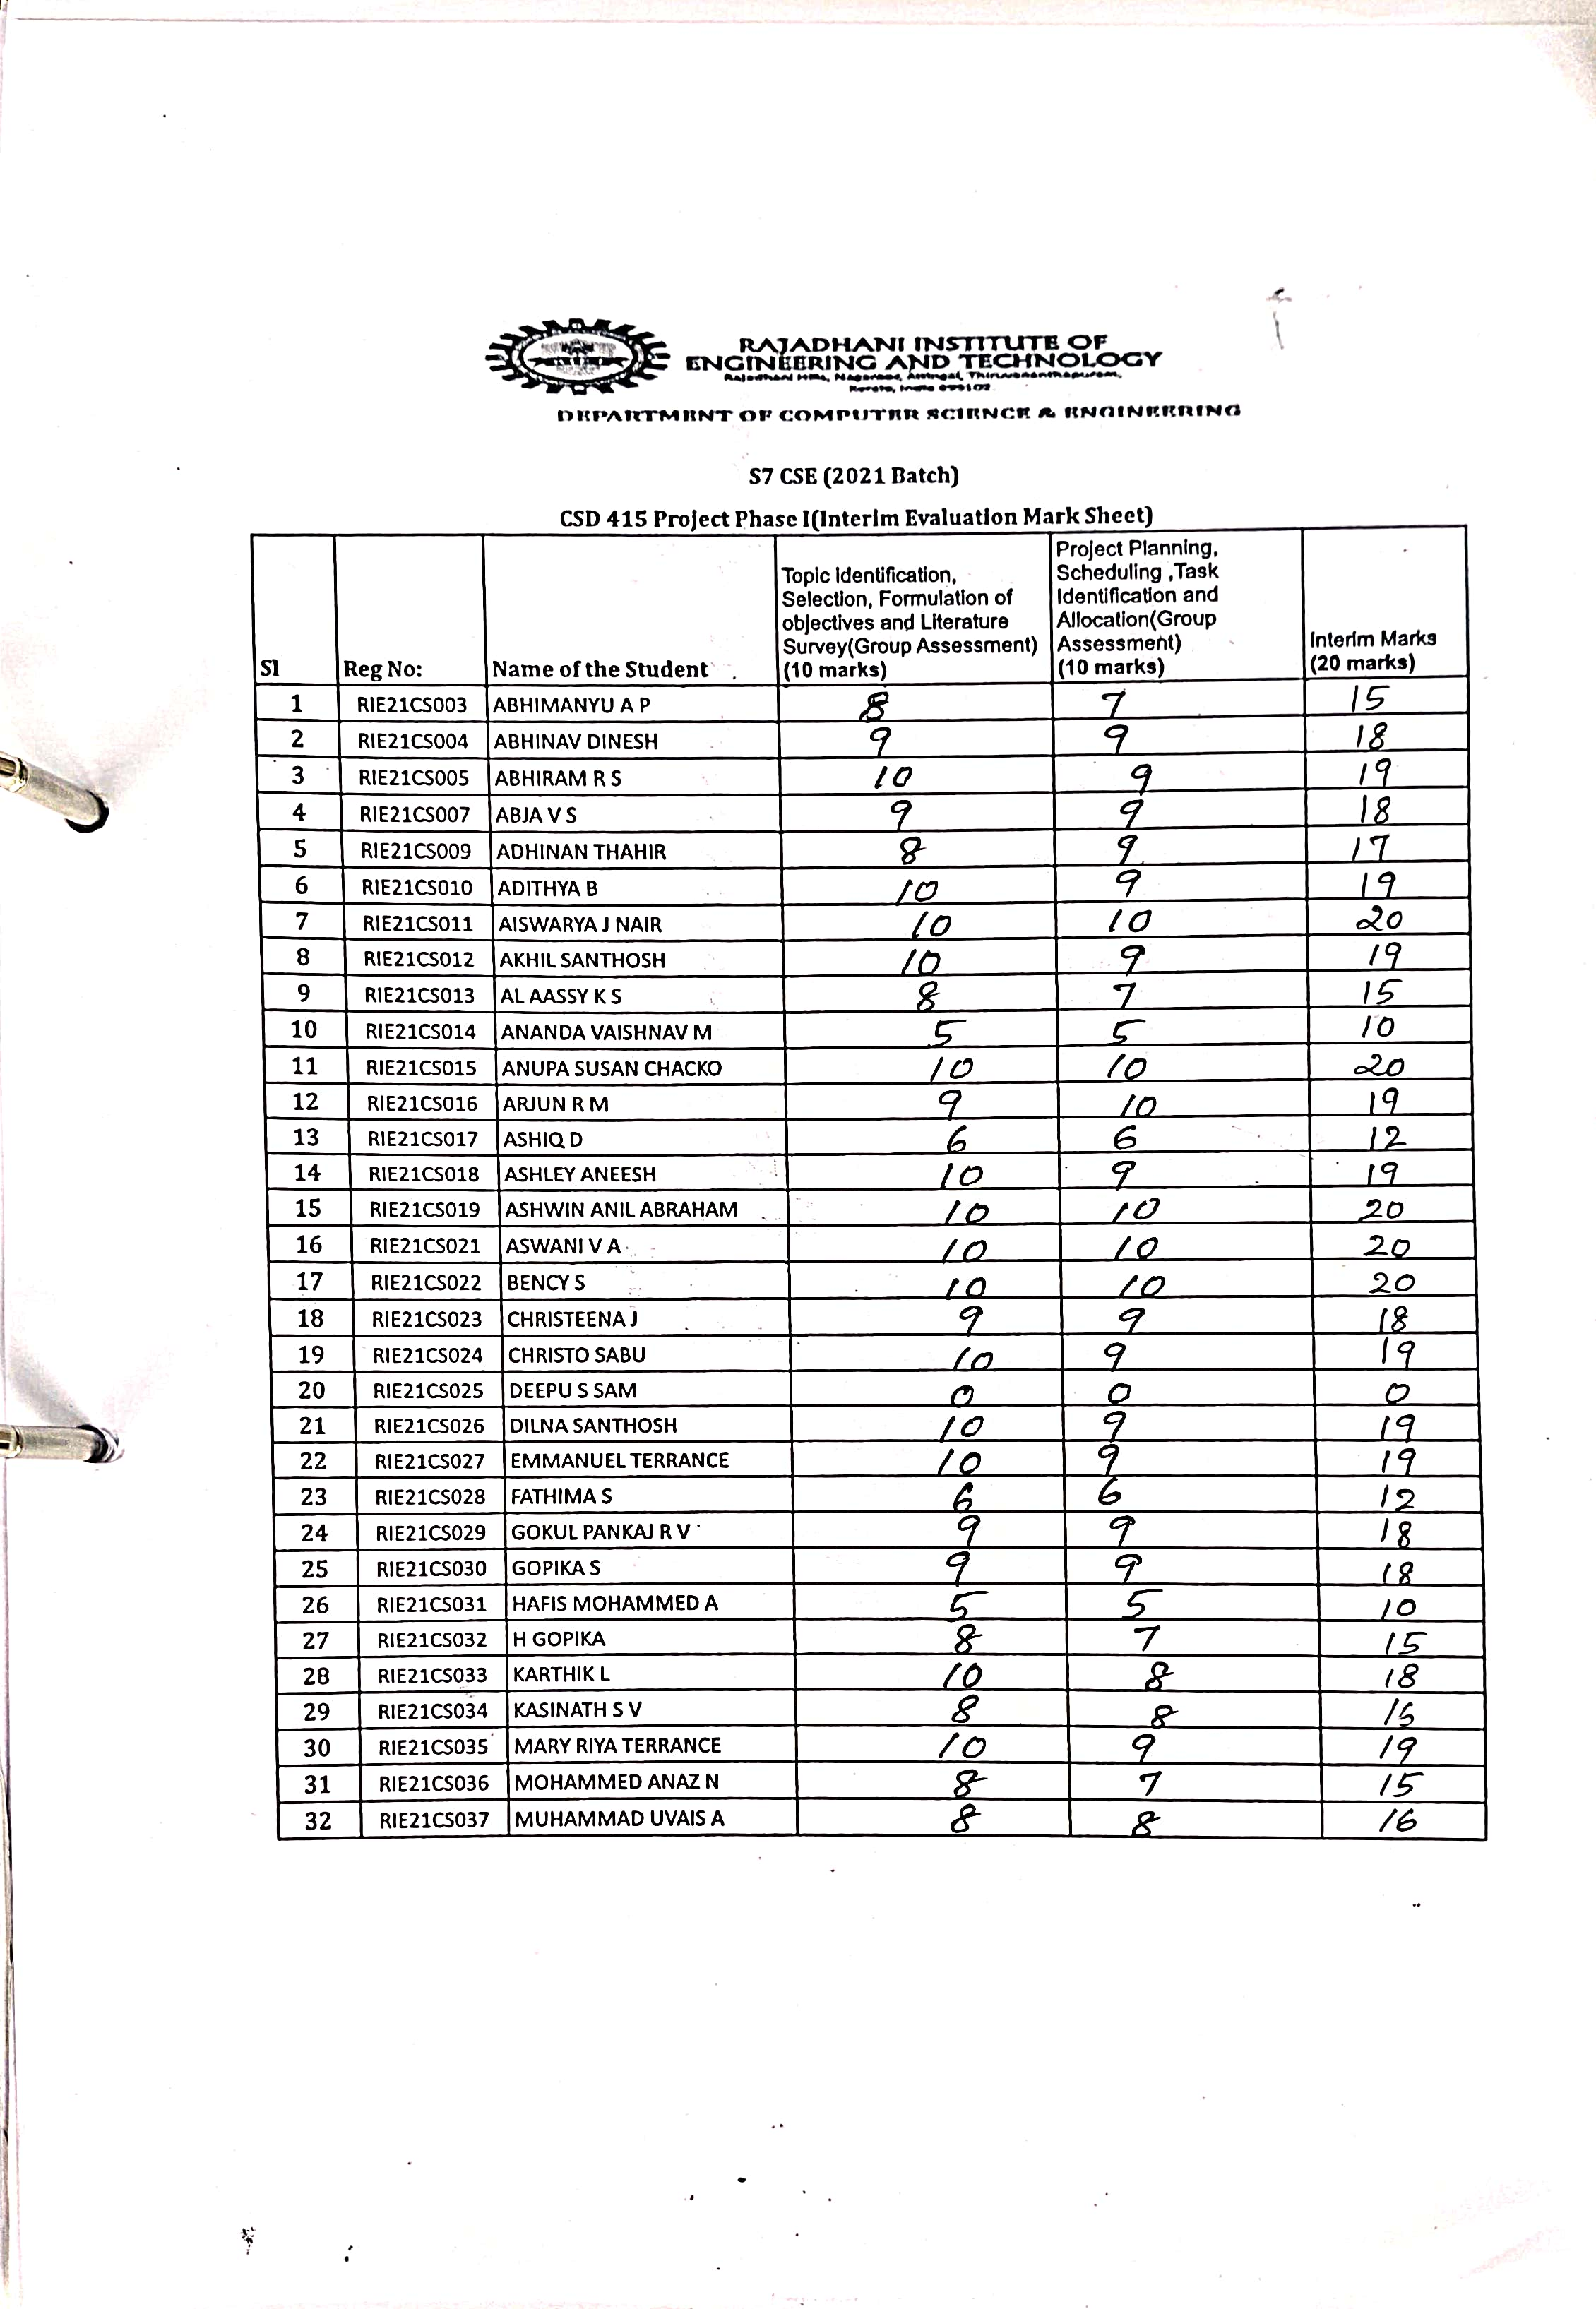 RAJADHANI INSTITUTE OF
ENGINEERING AND TECHNOLOGY
Rajadhani Hills, Nagaroor, Attingal, Thiruvananthapuram,
Kerala, India 695102
DEPARTMENT OF COMPUTER SCIENCE & ENGINEERING
S7 CSE (2021 Batch)
CSD 415 Project Phase I(Interim Evaluation Mark Sheet)
Sl Reg No: Name of the Student Topic Identification, Selection, Formulation of objectives and Literature Survey(Group Assessment) (10 marks) Project Planning, Scheduling ,Task Identification and Allocation(Group Assessment) (10 marks) Interim Marks (20 marks)
1 RIE21CS003 ABHIMANYU A P 8 7 15
2 RIE21CS004 ABHINAV DINESH 9 9 18
3 RIE21CS005 ABHIRAM R S 10 9 19
4 RIE21CS007 ABJA V S 9 9 18
5 RIE21CS009 ADHINAN THAHIR 8 9 17
6 RIE21CS010 ADITHYA B 10 9 19
7 RIE21CS011 AISWARYA J NAIR 10 10 20
8 RIE21CS012 AKHIL SANTHOSH 10 9 19
9 RIE21CS013 AL AASSY K S 8 7 15
10 RIE21CS014 ANANDA VAISHNAV M 5 5 10
11 RIE21CS015 ANUPA SUSAN CHACKO 10 10 20
12 RIE21CS016 ARJUN R M 9 10 19
13 RIE21CS017 ASHIQ D 6 6 12
14 RIE21CS018 ASHLEY ANEESH 10 9 19
15 RIE21CS019 ASHWIN ANIL ABRAHAM 10 10 20
16 RIE21CS021 ASWANI V A 10 10 20
17 RIE21CS022 BENCY S 10 10 20
18 RIE21CS023 CHRISTEENA J 9 9 18
19 RIE21CS024 CHRISTO SABU 10 9 19
20 RIE21CS025 DEEPU S SAM 0 0 0
21 RIE21CS026 DILNA SANTHOSH 10 9 19
22 RIE21CS027 EMMANUEL TERRANCE 10 9 19
23 RIE21CS028 FATHIMA S 6 6 12
24 RIE21CS029 GOKUL PANKAJ R V 9 9 18
25 RIE21CS030 GOPIKA S 9 9 18
26 RIE21CS031 HAFIS MOHAMMED A 5 5 10
27 RIE21CS032 H GOPIKA 8 7 15
28 RIE21CS033 KARTHIK L 10 8 18
29 RIE21CS034 KASINATH S V 8 8 16
30 RIE21CS035 MARY RIYA TERRANCE 10 9 19
31 RIE21CS036 MOHAMMED ANAZ N 8 7 15
32 RIE21CS037 MUHAMMAD UVAIS A 8 8 16